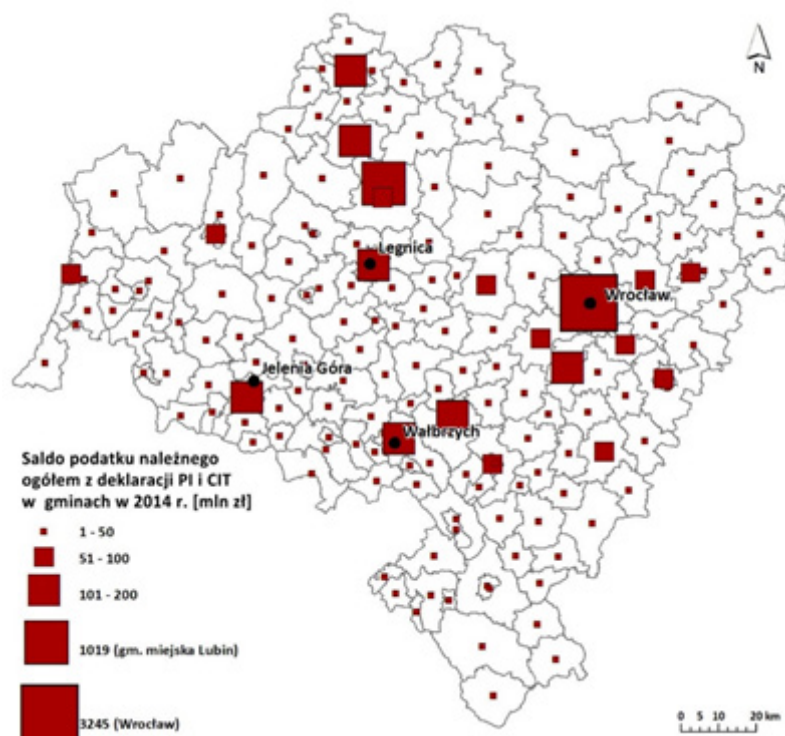 N
Legnica
Wrocław
Jelenia Góra
Wałbrzych
Saldo podatku należnego
ogółem z deklaracji PI i CIT
w gminach w 2014 r. [mln zł]
1 - 50
51 - 100
101 - 200
1019 (gm. miejska Lubin)
3245 (Wrocław)
0 5 10 20 km